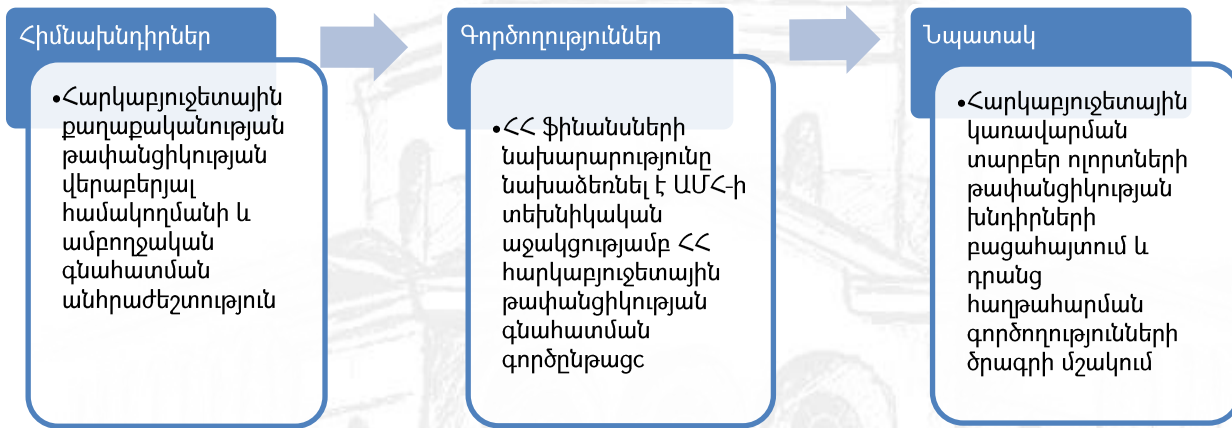 Հիմնախնդիրներ
•Հարկաբյուջետային
քաղաքականության
թափանցիկության
վերաբերյալ
համակողմանի և
ամբողջական
գնահատման
անհրաժեշտություն
Գործողություններ
•ՀՀ ֆինանսների
նախարարությունը
նախաձեռնել է ԱՄՀ-ի
տեխնիկական
աջակցությամբ ՀՀ
հարկաբյուջետային
թափանցիկության
գնահատման
գործընթաց
Նպատակ
•Հարկաբյուջետային
կառավարման
տարբեր ոլորտների
թափանցիկության
խնդիրների
բացահայտում և
դրանց
հաղթահարման
գործողությունների
ծրագրի մշակում